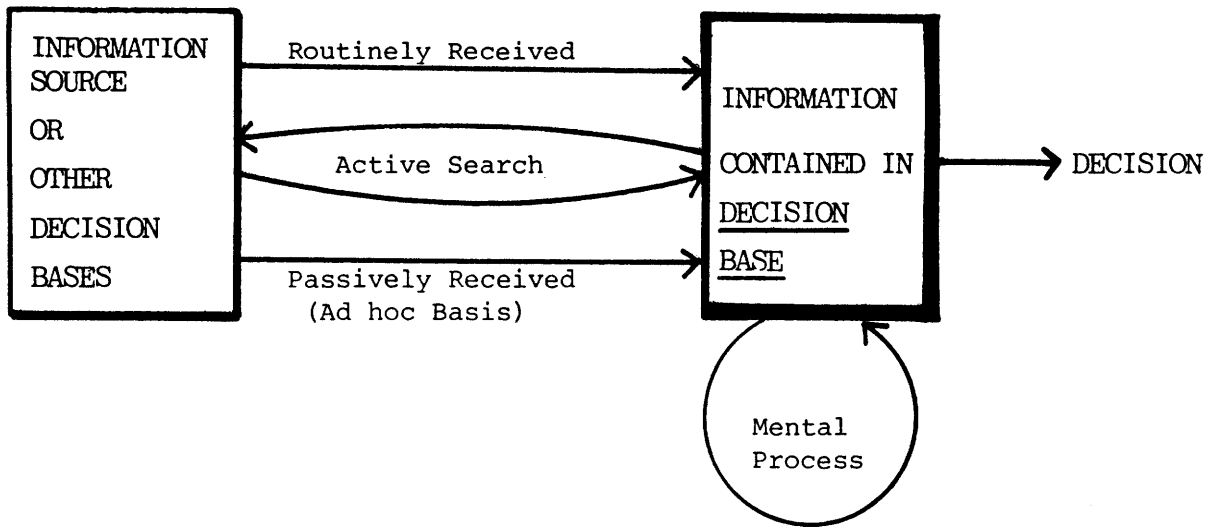 INFORMATION
SOURCE
OR
OTHER
DECISION
BASES
Routinely Received
Active Search
Passively Received
(Ad hoc Basis)
INFORMATION
CONTAINED IN
DECISION
BASE
DECISION
Mental
Process